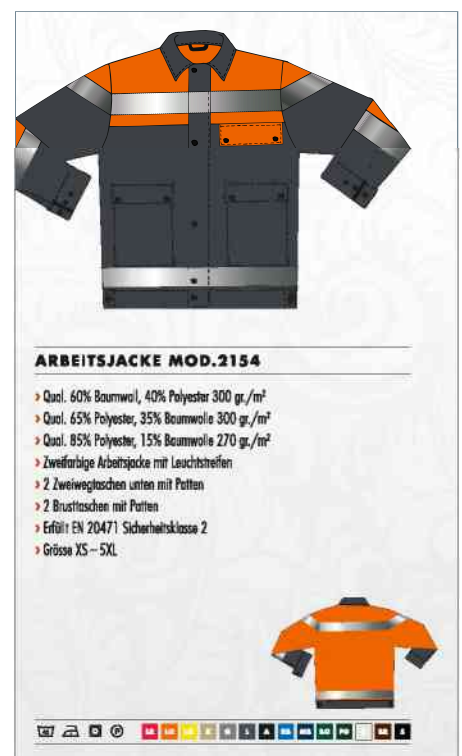 ARBEITSJACKE MOD.2154
› Qual. 60% Baumwoll, 40% Polyester 300 gr./m²
› Qual. 65% Polyester, 35% Baumwolle 300 gr./m²
› Qual. 85% Polyester, 15% Baumwolle 270 gr./m²
› Zweifarbige Arbeitsjacke mit Leuchtstreifen
› 2 Zweiwegtaschen unten mit Patten
› 2 Brusttaschen mit Patten
› Erfüllt EN 20471 Sicherheitsklasse 2
› Grösse XS – 5XL